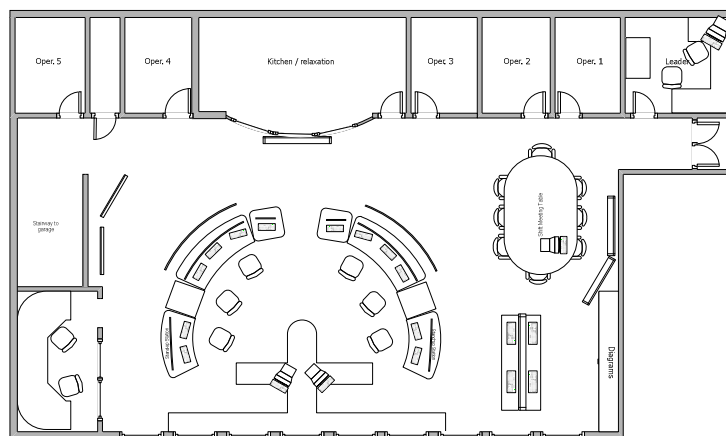 Oper. 5
Oper. 4
Kitchen / relaxation
Oper. 3
Oper. 2
Oper. 1
Leader
Stairway to
garage
Shift Meeting Table
Diagrams